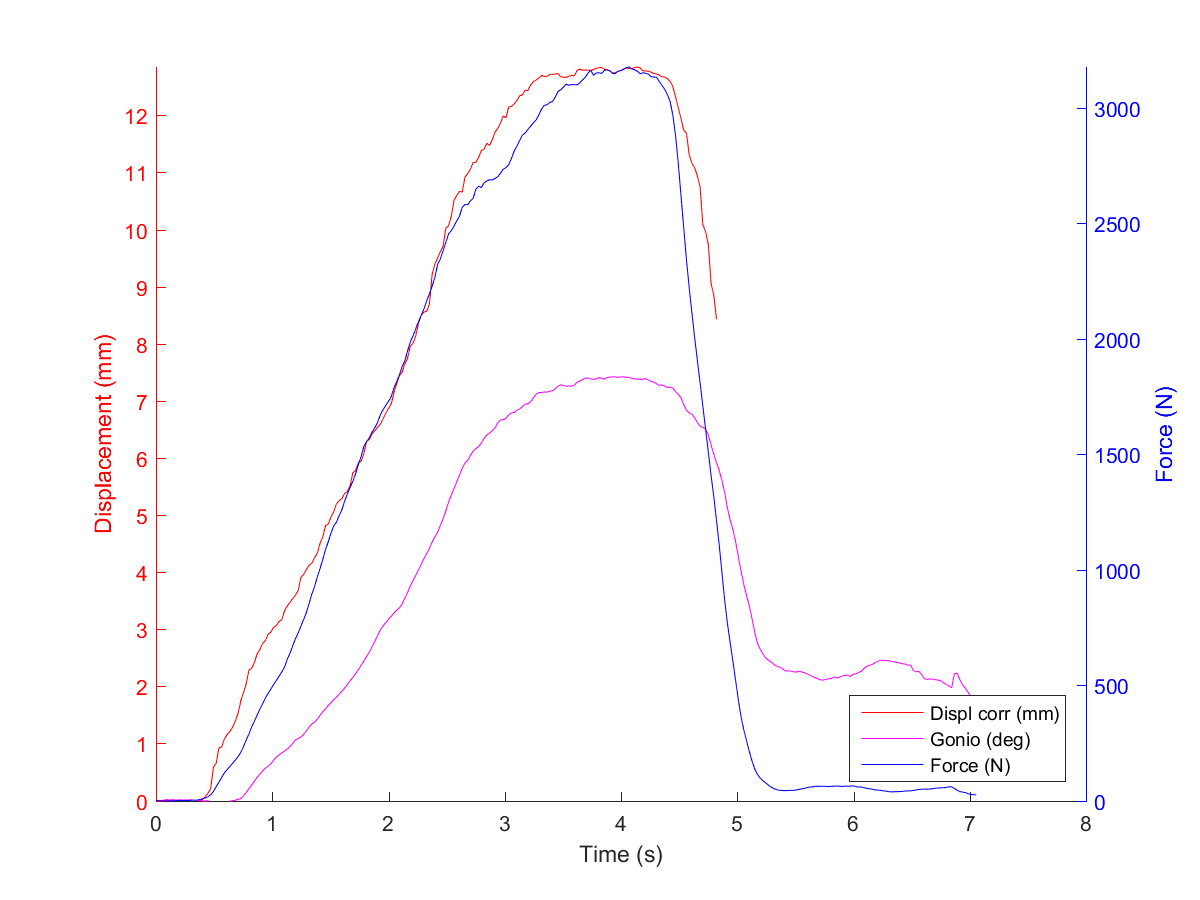 Displacement (mm)
12
11
10
9
8
7
6
5
4
3
2
1
0
3000
2500
2000
1500
1000
500
0
Force (N)
Displ corr (mm)
Gonio (deg)
Force (N)
0 1 2 3 4 5 6 7 8
Time (s)